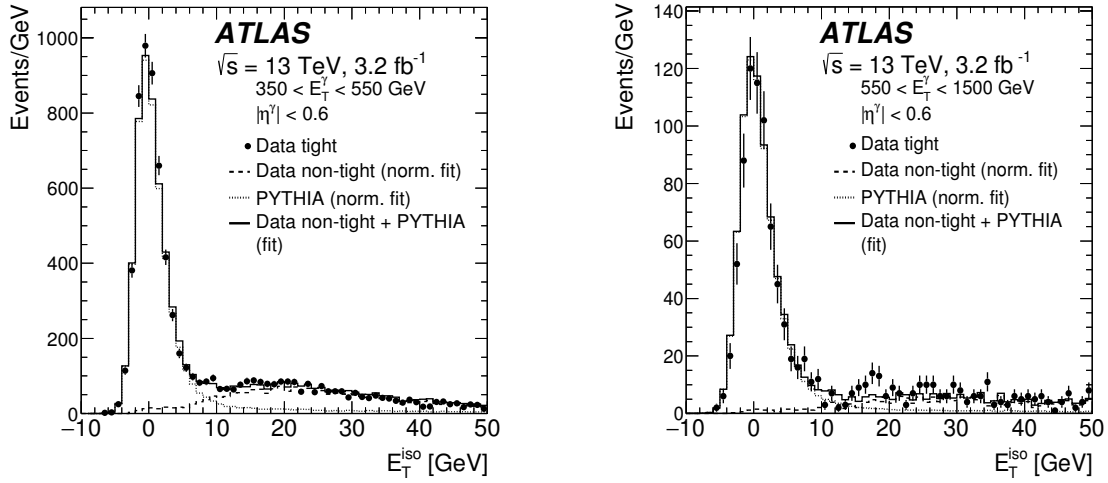 Events/GeV
1000
800
600
400
200
0
−10 0 10 20 30 40 50
E_T^iso [GeV]
ATLAS
√s = 13 TeV, 3.2 fb⁻¹
350 < E_T^γ < 550 GeV
|η^γ| < 0.6
Data tight
Data non-tight (norm. fit)
PYTHIA (norm. fit)
Data non-tight + PYTHIA
(fit)
Events/GeV
140
120
100
80
60
40
20
0
−10 0 10 20 30 40 50
E_T^iso [GeV]
ATLAS
√s = 13 TeV, 3.2 fb⁻¹
550 < E_T^γ < 1500 GeV
|η^γ| < 0.6
Data tight
Data non-tight (norm. fit)
PYTHIA (norm. fit)
Data non-tight + PYTHIA
(fit)